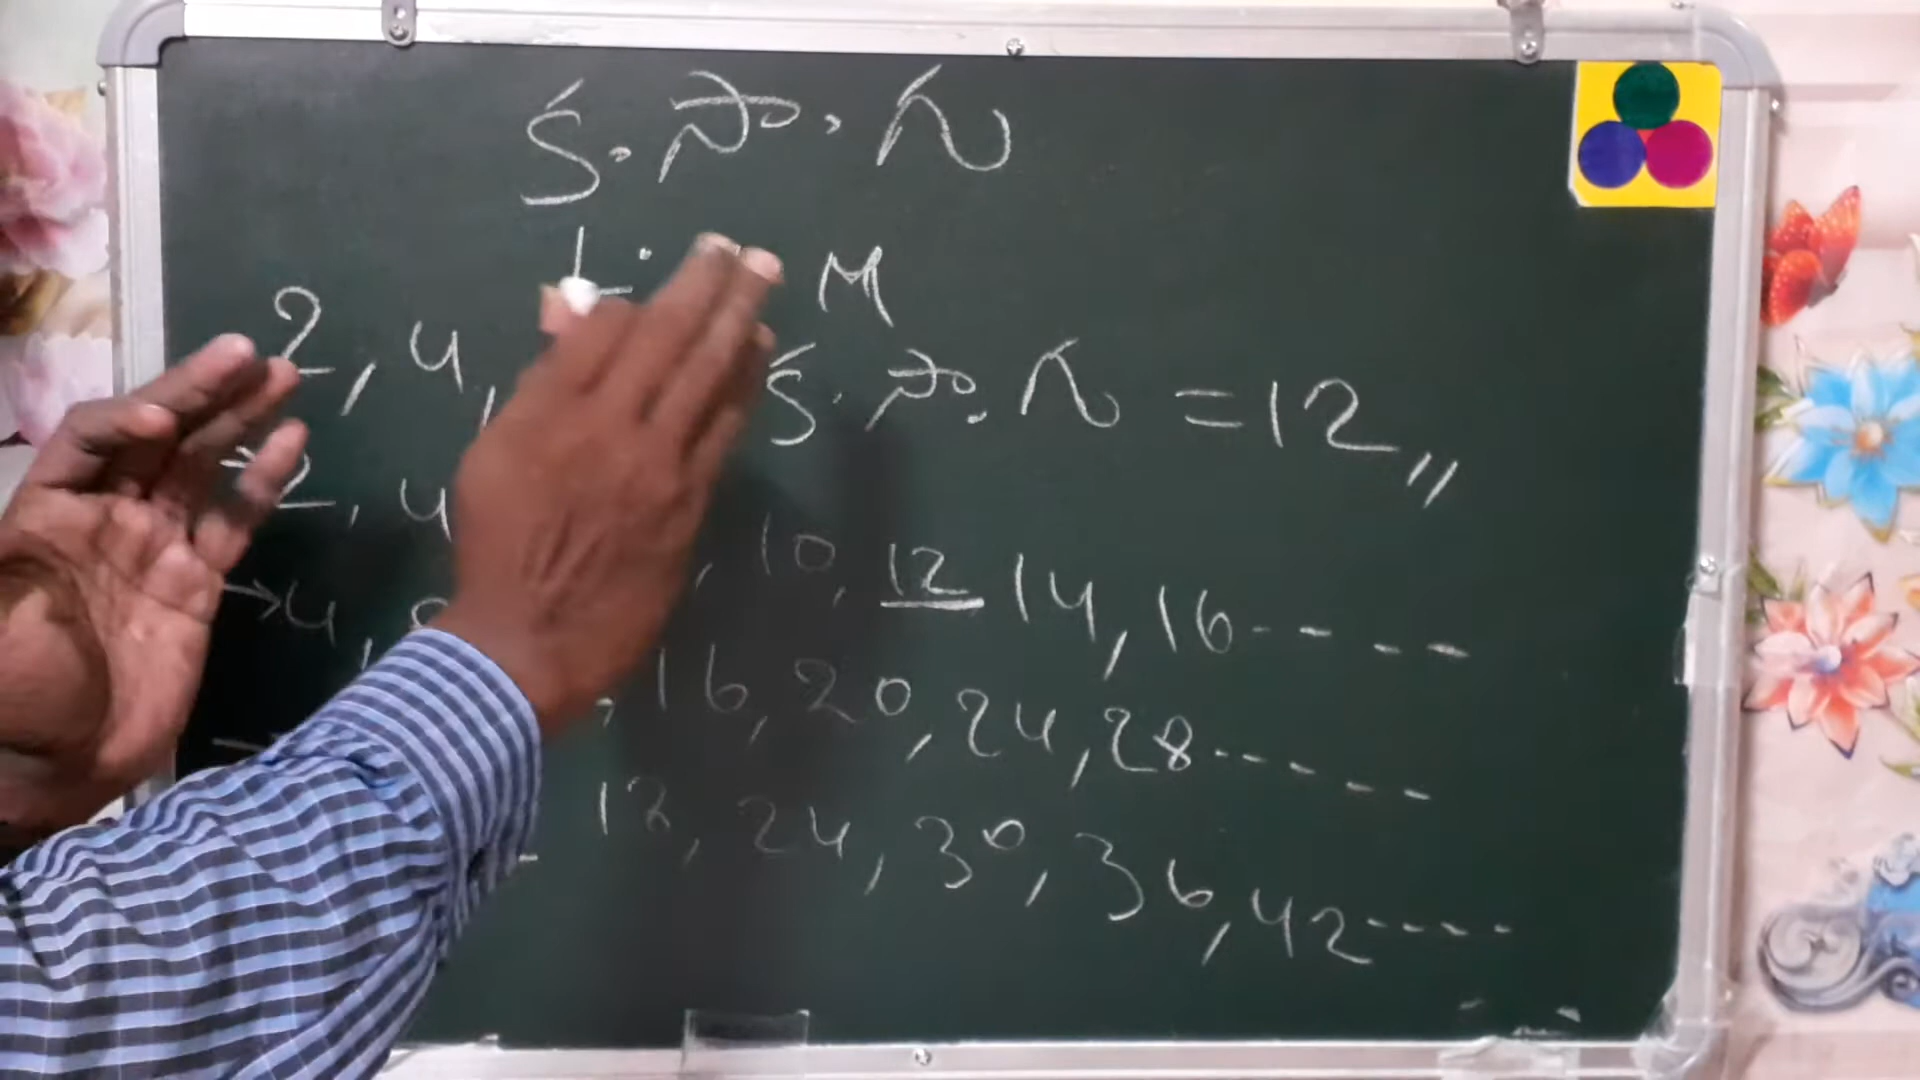 క. సా. గు
L. M
2, 4, క. సా. గు = 12,,
→ 2, 4 , 10, 12 14, 16 - - - -
→ 4, 8 , 16, 20, 24, 28 - - - - -
→ 18, 24, 30, 36, 42 - - - -